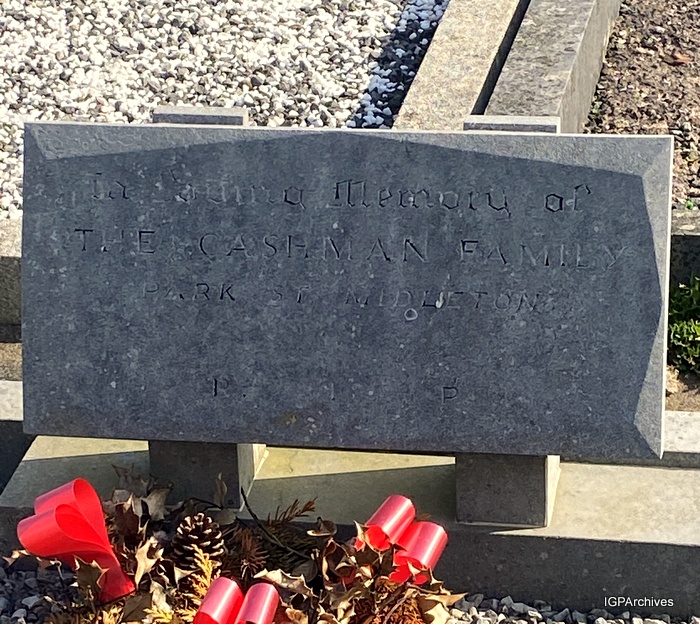 In Loving Memory of
THE CASHMAN FAMILY
PARK ST MIDLETON
R. I. P.
IGPArchives